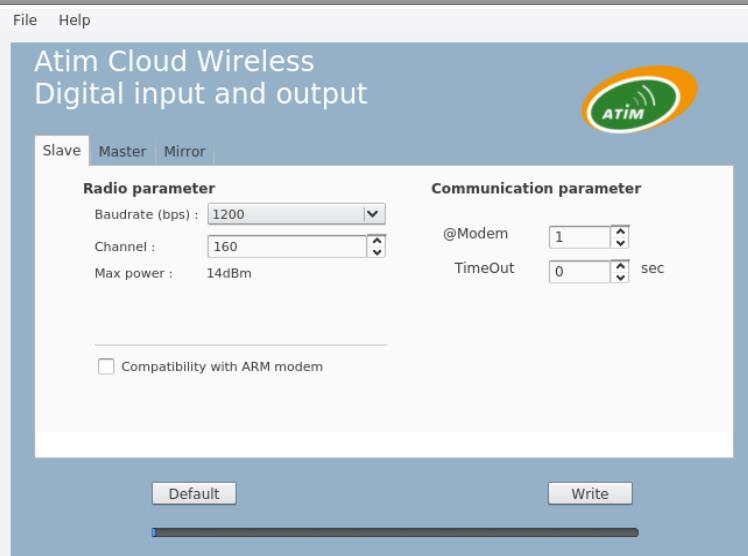 File Help
Atim Cloud Wireless
Digital input and output
ATIM
Slave Master Mirror
Radio parameter
Baudrate (bps) : 1200
Channel : 160
Max power : 14dBm
Compatibility with ARM modem
Communication parameter
@Modem 1
TimeOut 0 sec
Default Write